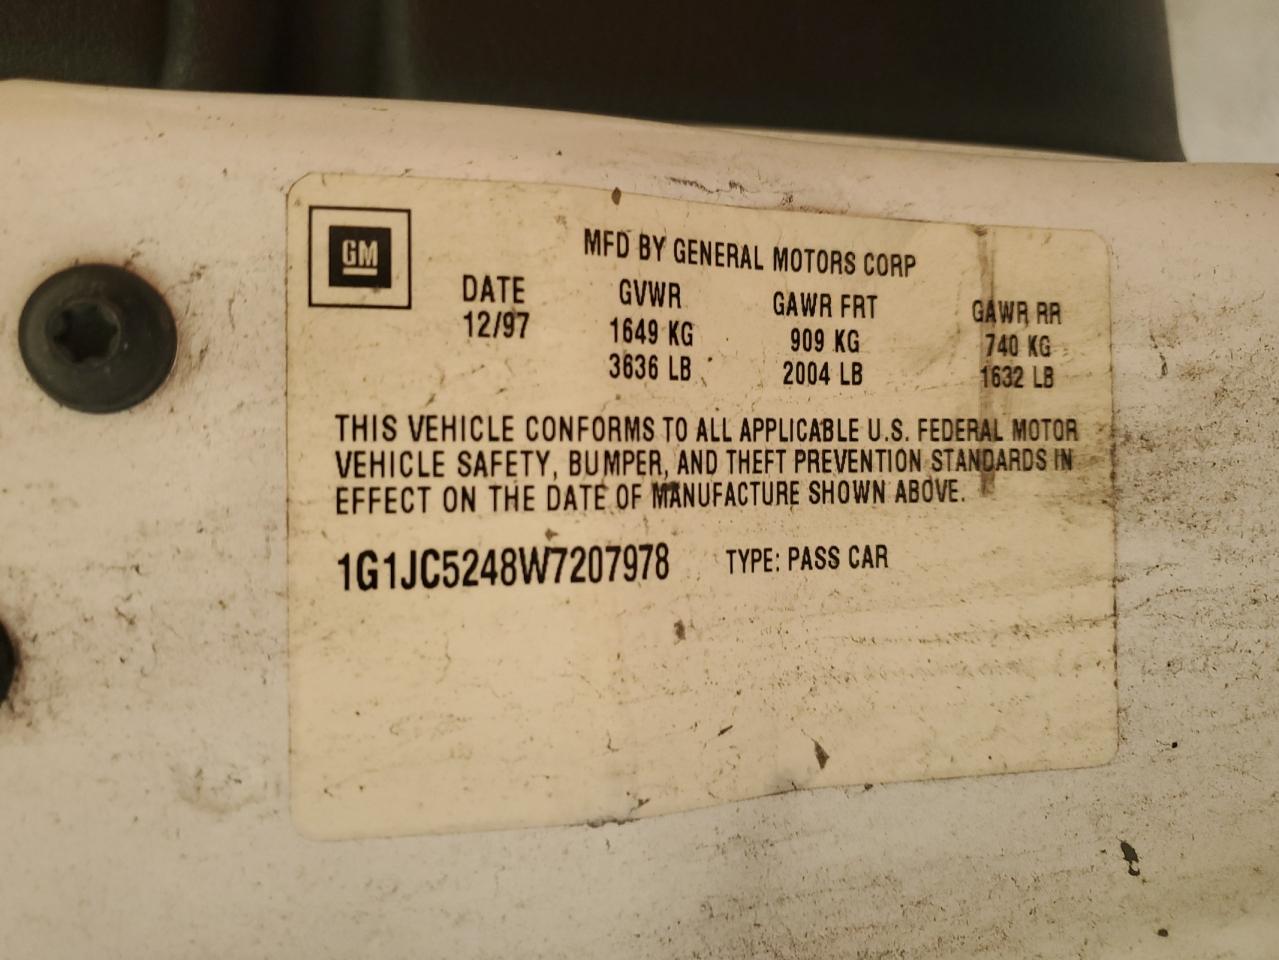 GM
MFD BY GENERAL MOTORS CORP
DATE GVWR GAWR FRT GAWR RR
12/97 1649 KG 909 KG 740 KG
3636 LB 2004 LB 1632 LB
THIS VEHICLE CONFORMS TO ALL APPLICABLE U.S. FEDERAL MOTOR
VEHICLE SAFETY, BUMPER, AND THEFT PREVENTION STANDARDS IN
EFFECT ON THE DATE OF MANUFACTURE SHOWN ABOVE.
1G1JC5248W7207978 TYPE: PASS CAR